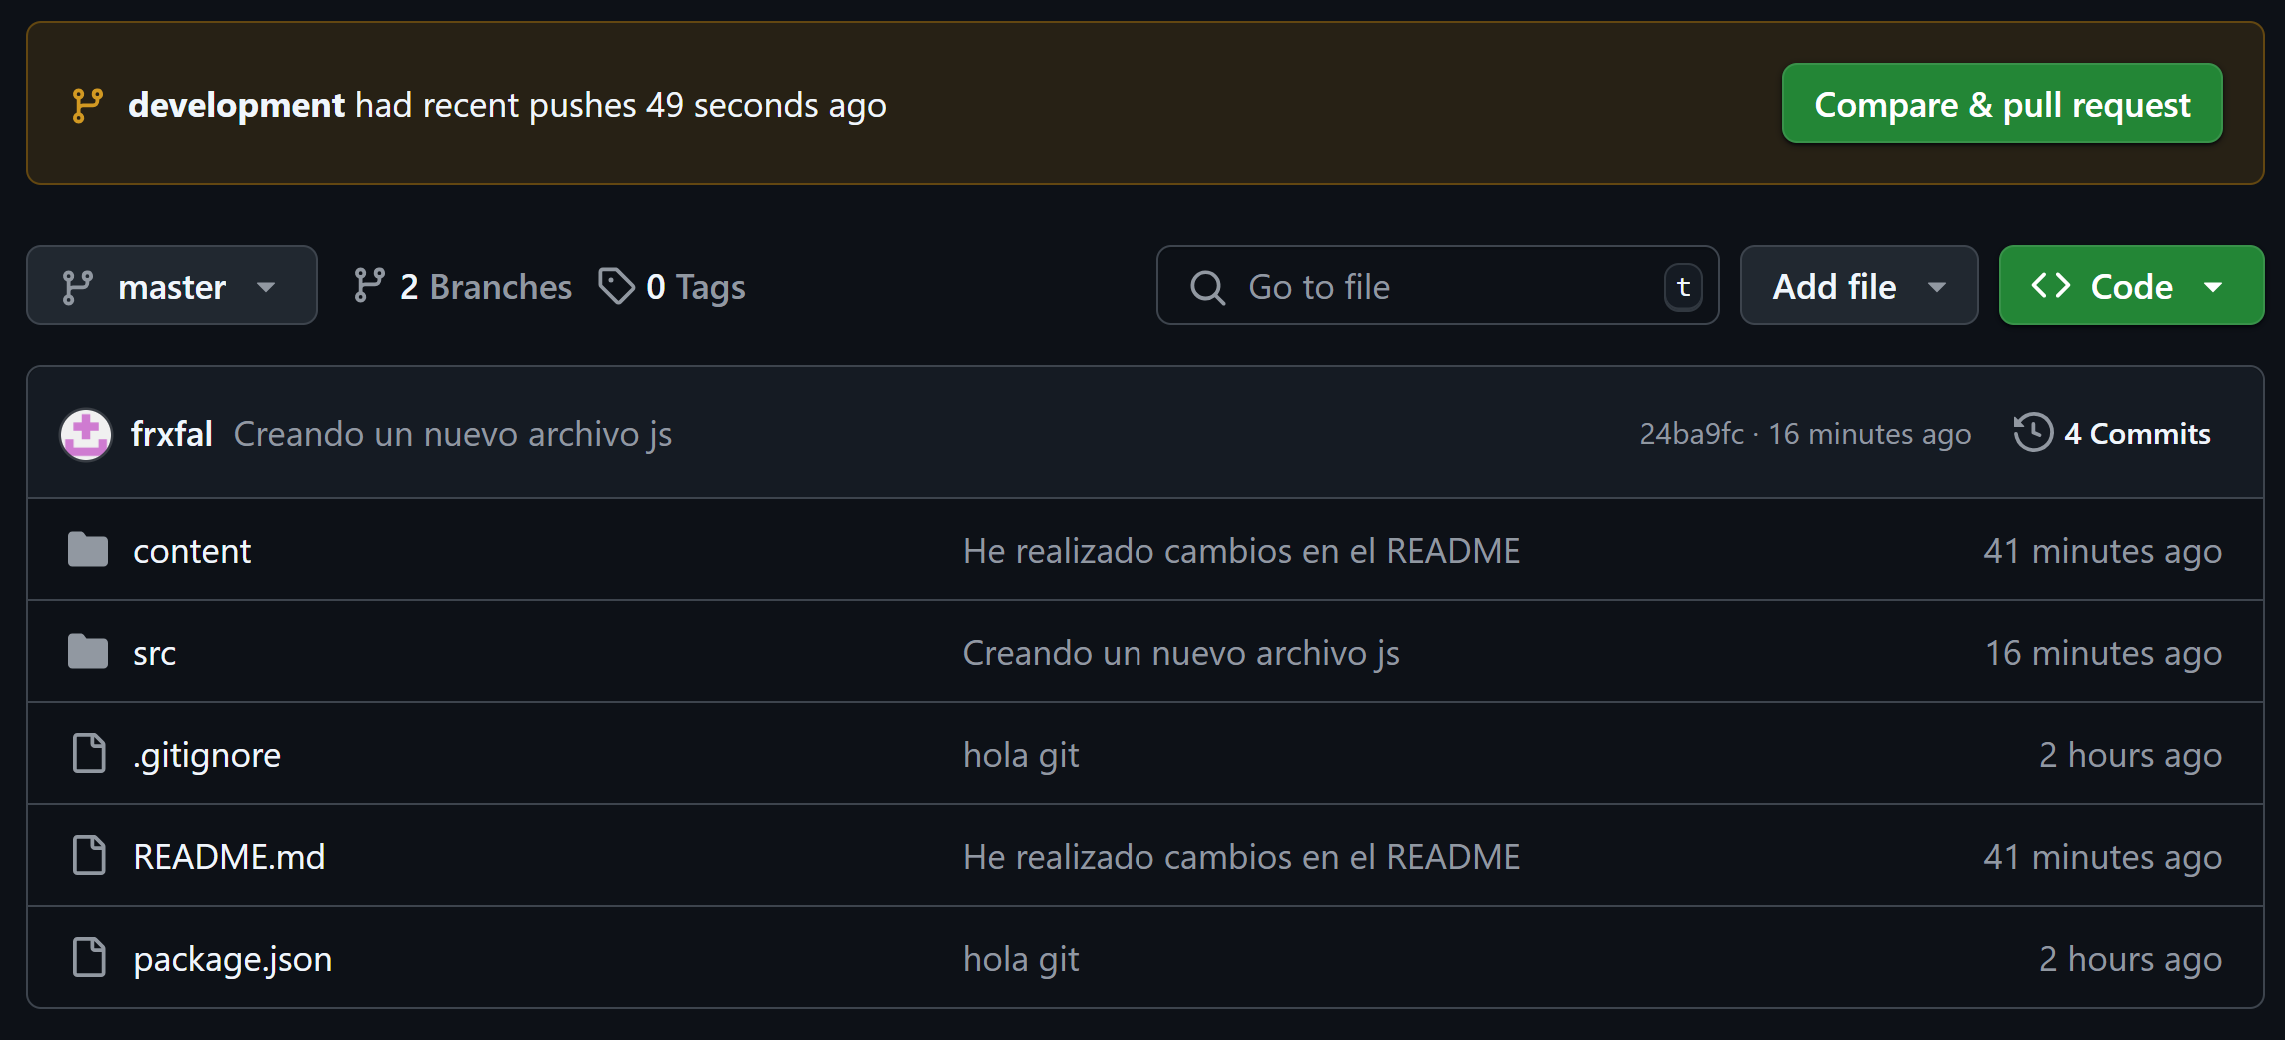 development had recent pushes 49 seconds ago
Compare & pull request
master
2 Branches
0 Tags
Go to file
t
Add file
Code
frxfal Creando un nuevo archivo js
24ba9fc · 16 minutes ago
4 Commits
content He realizado cambios en el README 41 minutes ago
src Creando un nuevo archivo js 16 minutes ago
.gitignore hola git 2 hours ago
README.md He realizado cambios en el README 41 minutes ago
package.json hola git 2 hours ago